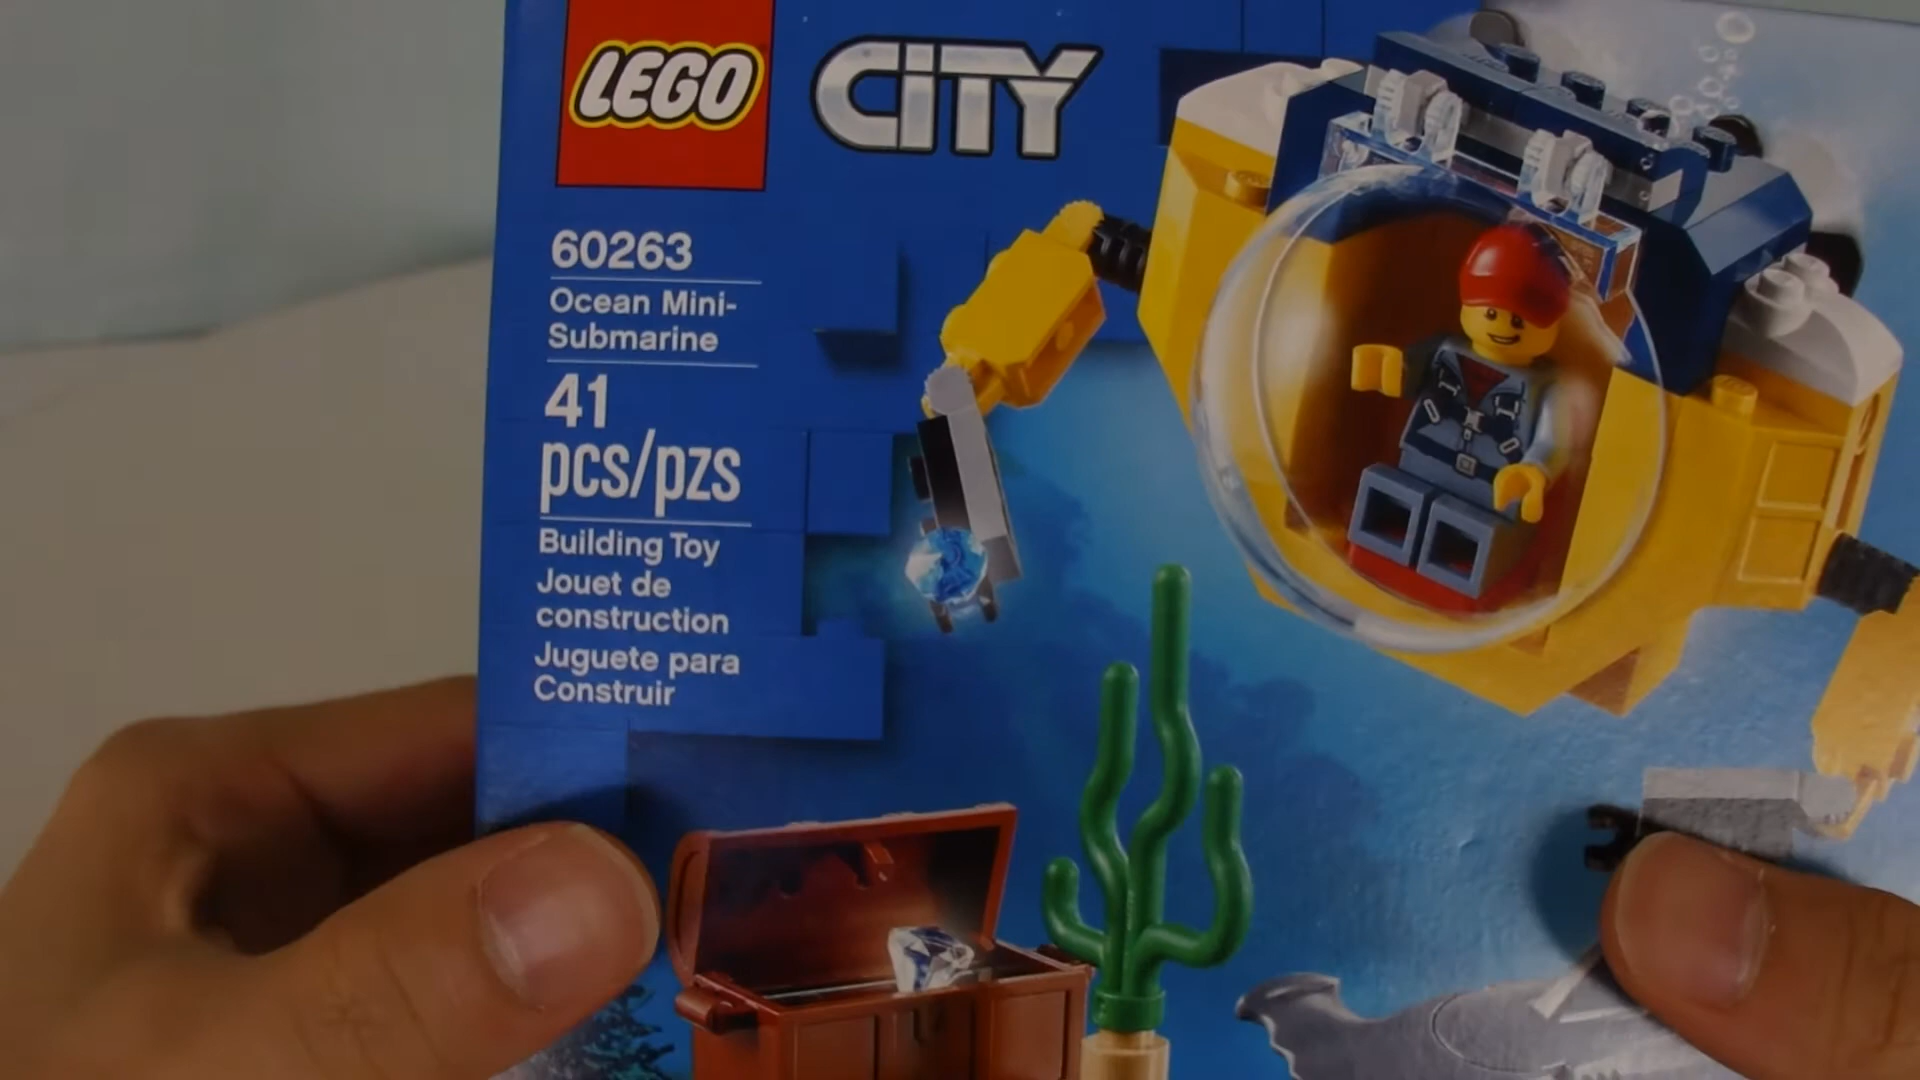 LEGO
CITY
60263
Ocean Mini-
Submarine
41
pcs/pzs
Building Toy
Jouet de
construction
Juguete para
Construir